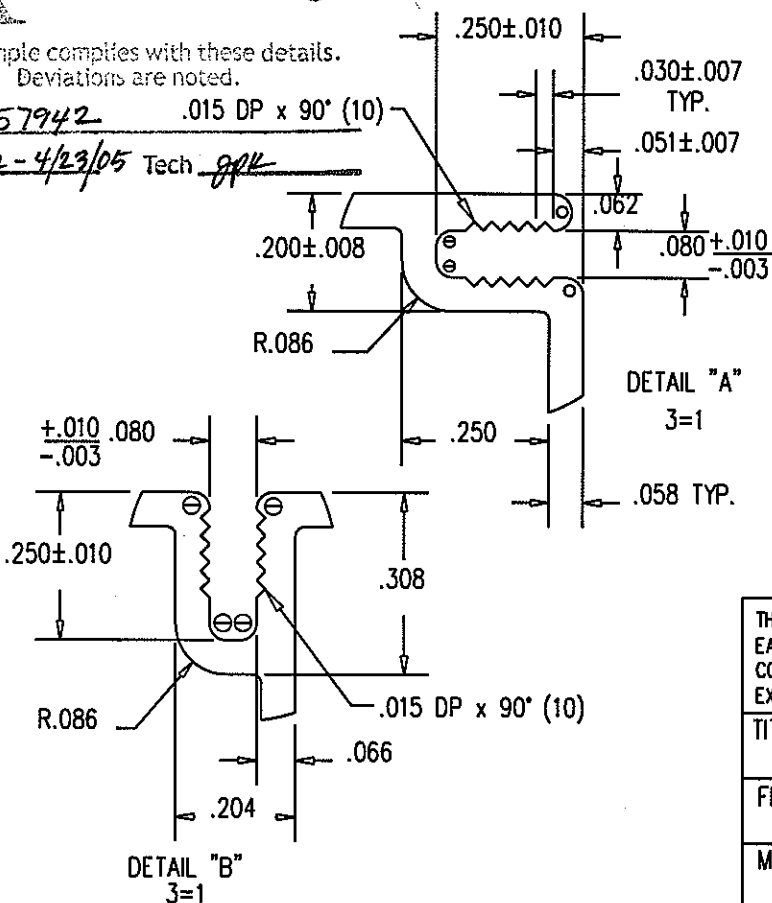 mple complies with these details.
Deviations are noted.
57942
2-4/23/05 Tech gpk
.015 DP x 90° (10)
.250±.010
.030±.007
TYP.
.051±.007
.062
.200±.008
.080 +.010
-.003
R.086
DETAIL "A"
3=1
.250
.058 TYP.
+.010 .080
-.003
.250±.010
.308
.015 DP x 90° (10)
R.086
.066
.204
DETAIL "B"
3=1
TH
EA
CO
EX
TI
F
M